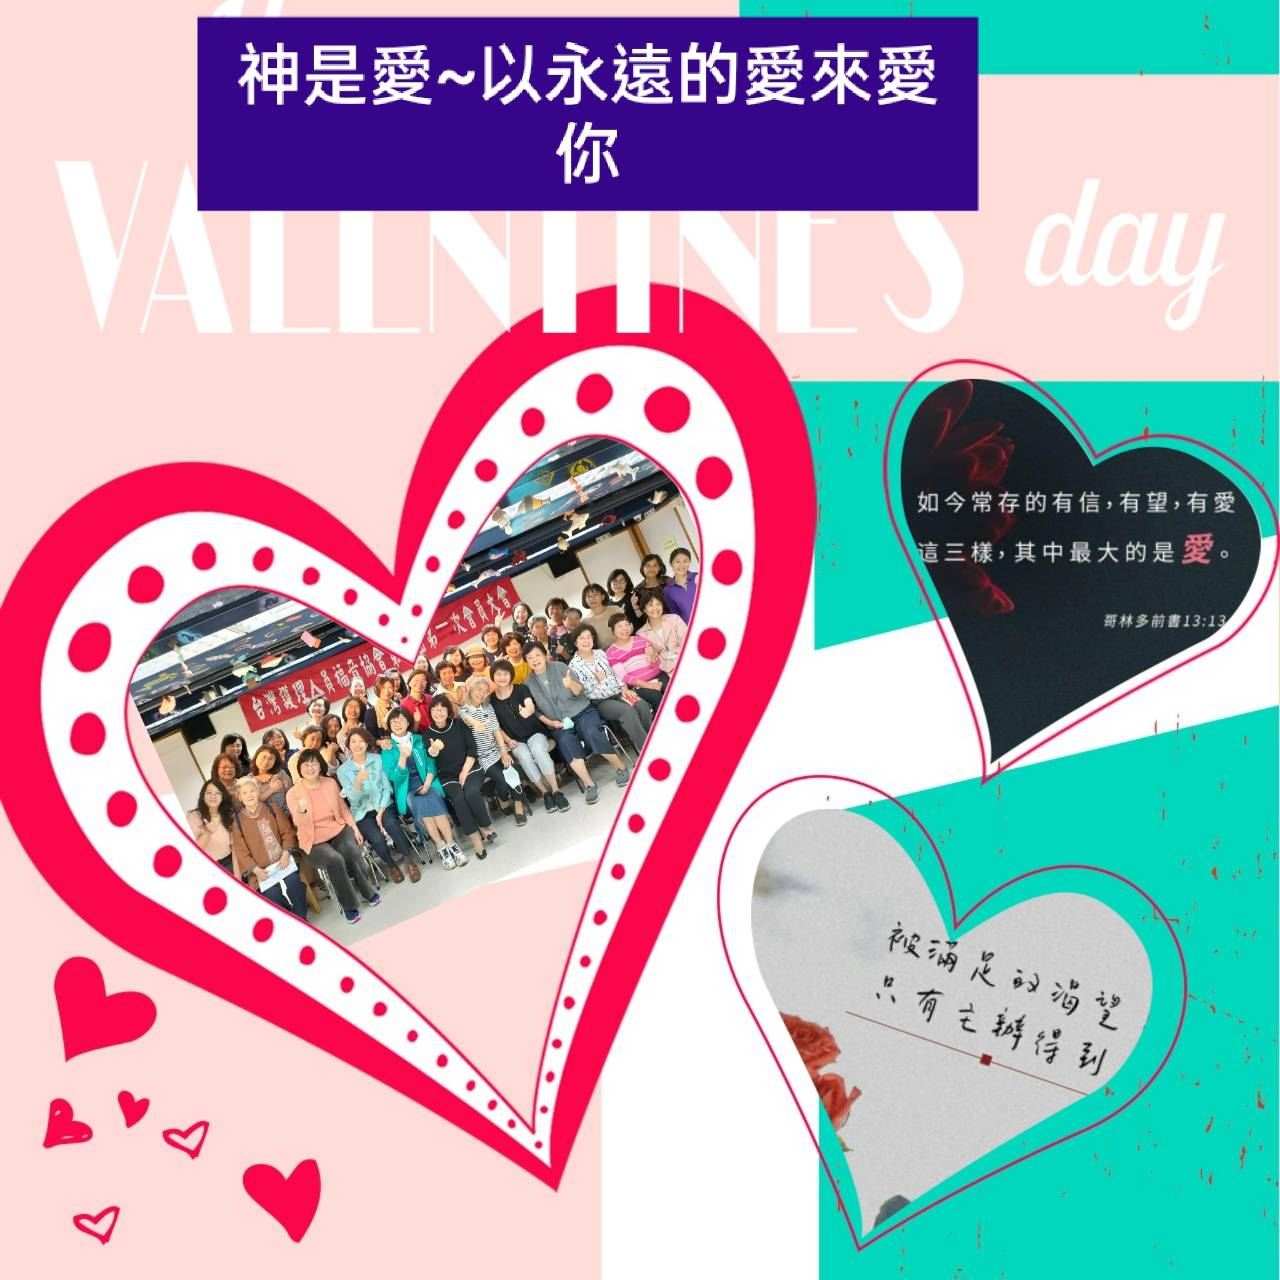 神是愛~以永遠的愛來愛
你
VALENTINE'S day
台灣護理人員福音協會第
第一次會員大會
如今常存的有信,有望,有愛
這三樣,其中最大的是愛。
哥林多前書13:13
被滿足的渴望
只有主辦得到